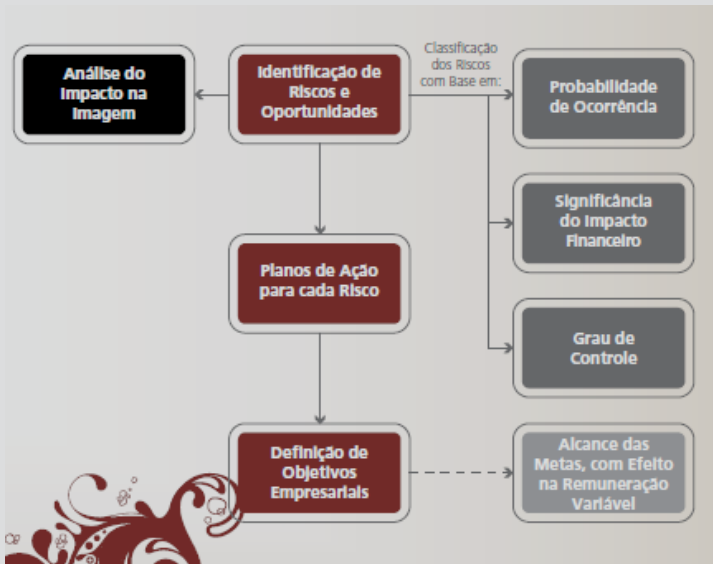 Análise do
Impacto na
Imagem
Identificação de
Riscos e
Oportunidades
Classificação
dos Riscos
com Base em:
Probabilidade
de Ocorrência
Significância
do Impacto
Financeiro
Planos de Ação
para cada Risco
Grau de
Controle
Definição de
Objetivos
Empresariais
Alcance das
Metas, com Efeito
na Remuneração
Variável